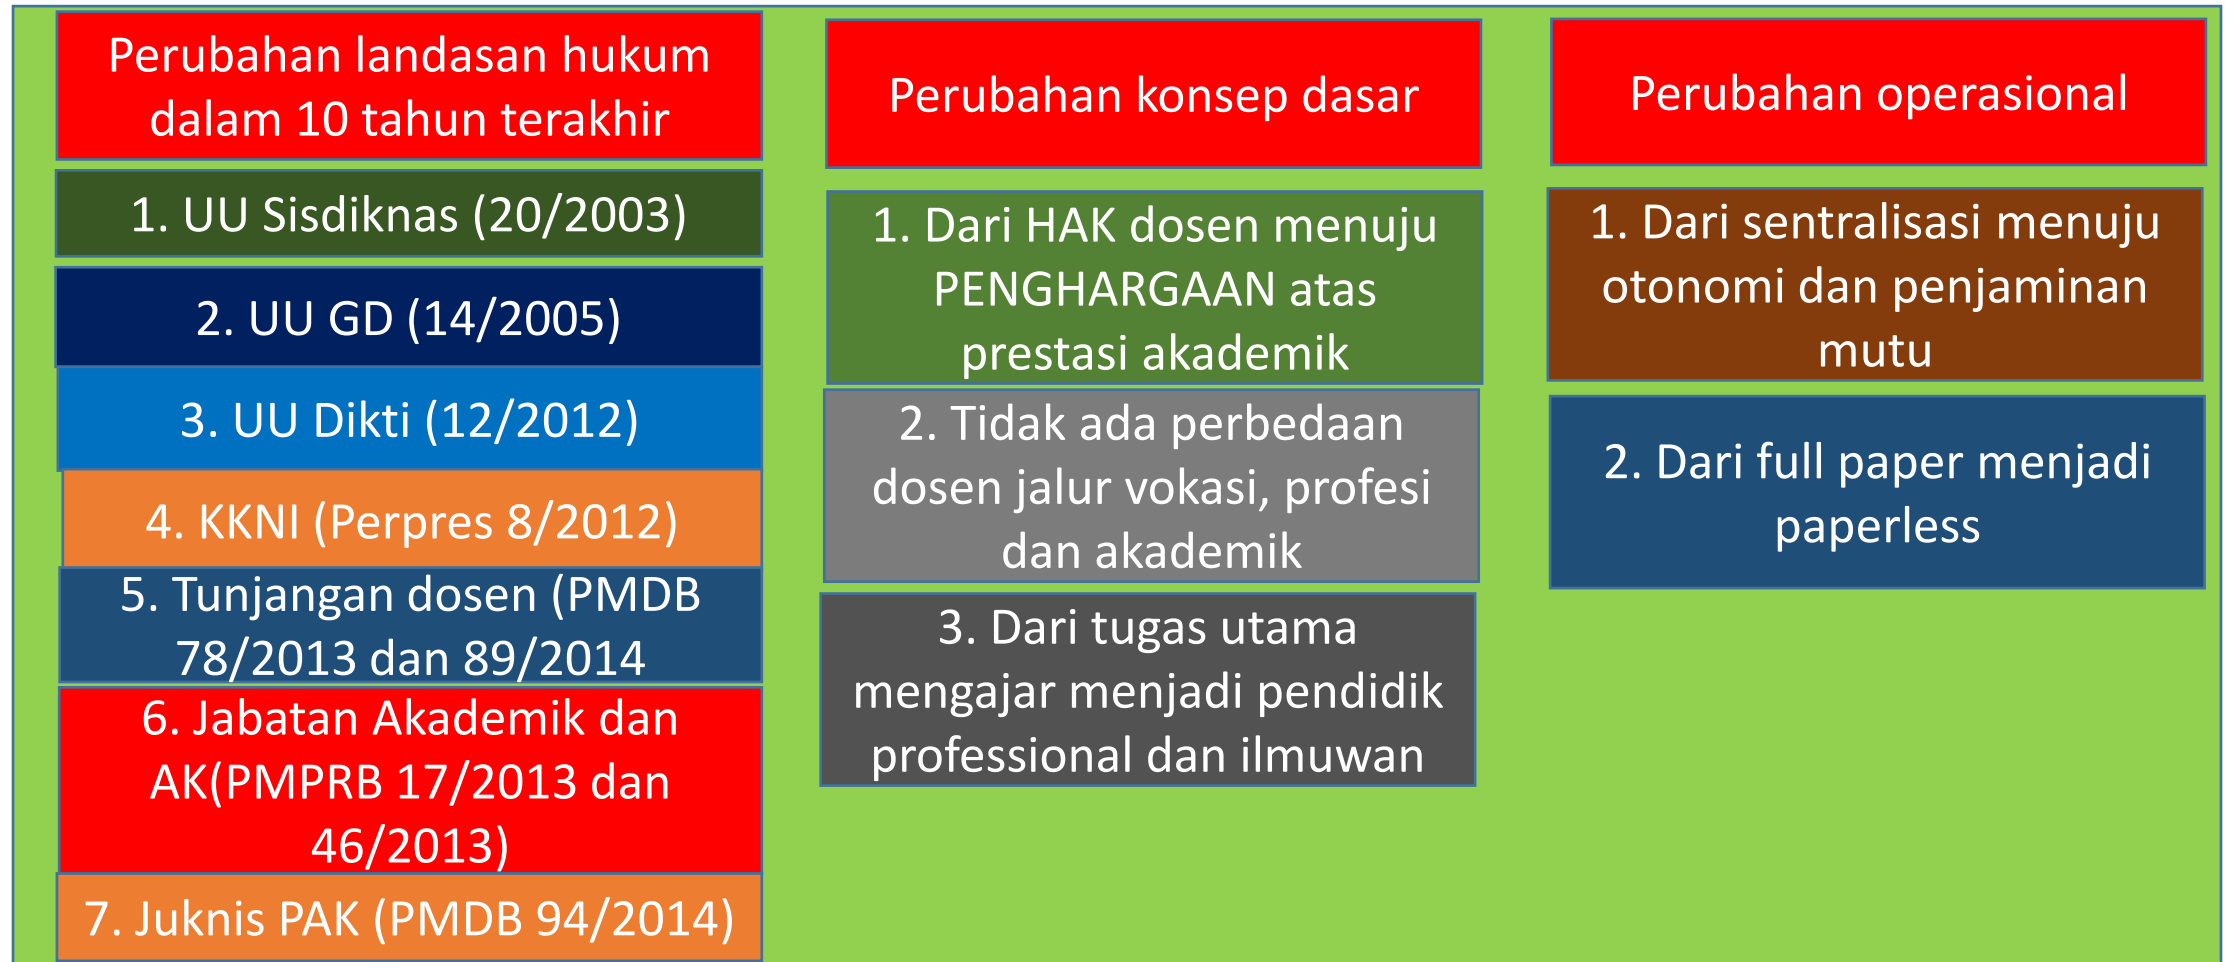 Perubahan landasan hukum
dalam 10 tahun terakhir
1. UU Sisdiknas (20/2003)
2. UU GD (14/2005)
3. UU Dikti (12/2012)
4. KKNI (Perpres 8/2012)
5. Tunjangan dosen (PMDB
78/2013 dan 89/2014
6. Jabatan Akademik dan
AK(PMPRB 17/2013 dan
46/2013)
7. Juknis PAK (PMDB 94/2014)
Perubahan konsep dasar
1. Dari HAK dosen menuju
PENGHARGAAN atas
prestasi akademik
2. Tidak ada perbedaan
dosen jalur vokasi, profesi
dan akademik
3. Dari tugas utama
mengajar menjadi pendidik
professional dan ilmuwan
Perubahan operasional
1. Dari sentralisasi menuju
otonomi dan penjaminan
mutu
2. Dari full paper menjadi
paperless